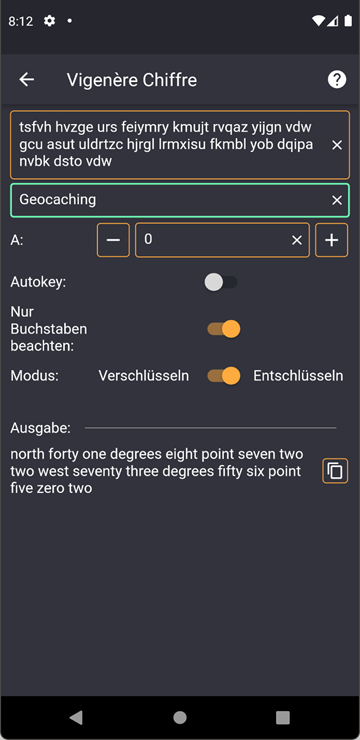 8:12
Vigenère Chiffre
tsfvh hvzge urs feiymry kmujt rvqaz yijgn vdw
gcu asut uldrtzc hjrgl lrmxisu fkmbl yob dqipa
nvbk dsto vdw
Geocaching
A:
0
Autokey:
Nur
Buchstaben
beachten:
Modus:
Verschlüsseln
Entschlüsseln
Ausgabe:
north forty one degrees eight point seven two
two west seventy three degrees fifty six point
five zero two